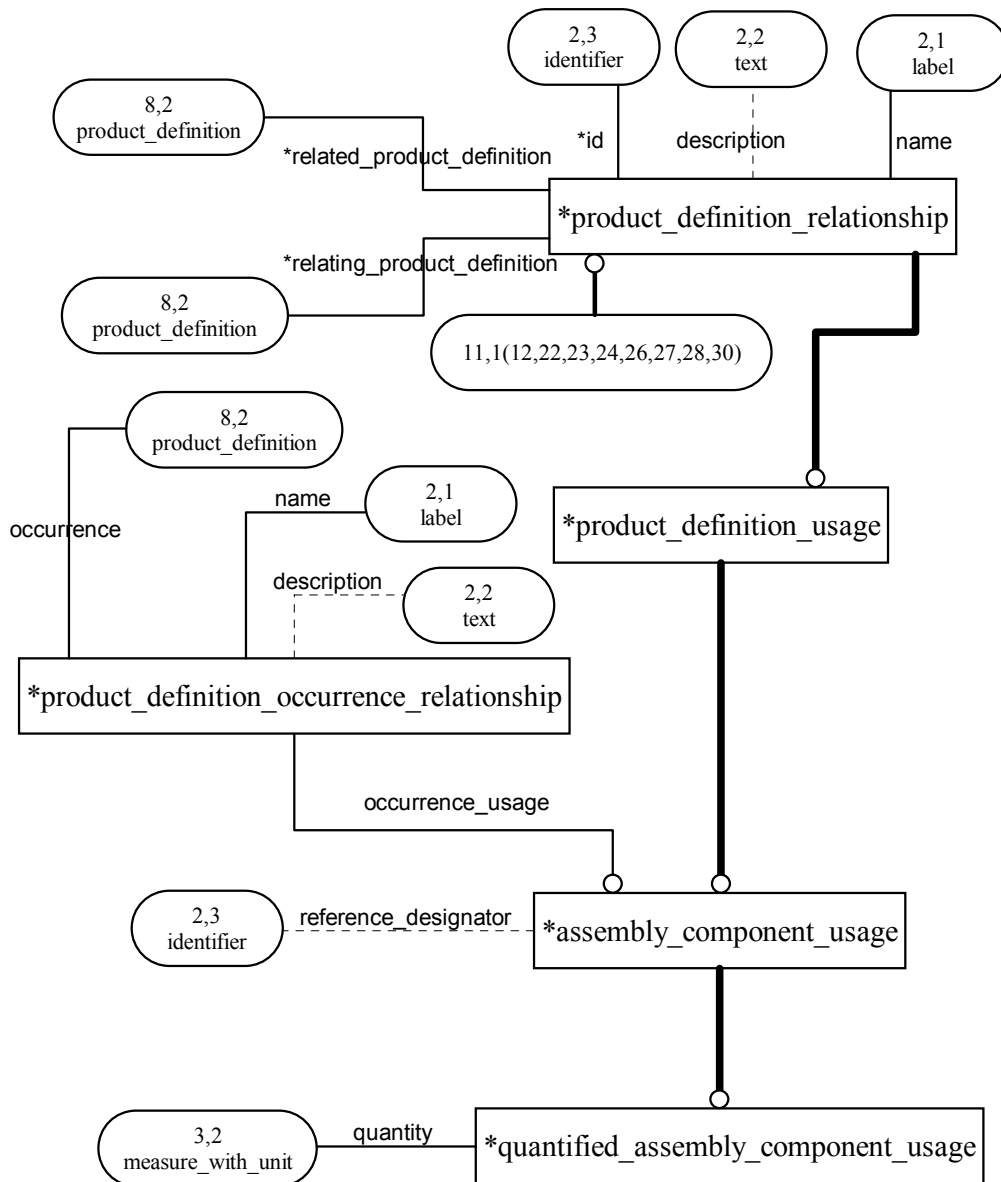 2,3
identifier
2,2
text
2,1
label
8,2
product_definition
*related_product_definition
*id
description
name
*product_definition_relationship
*relating_product_definition
8,2
product_definition
11,1(12,22,23,24,26,27,28,30)
8,2
product_definition
occurrence
name
2,1
label
*product_definition_usage
description
2,2
text
*product_definition_occurrence_relationship
occurrence_usage
2,3
identifier
reference_designator
*assembly_component_usage
3,2
measure_with_unit
quantity
*quantified_assembly_component_usage